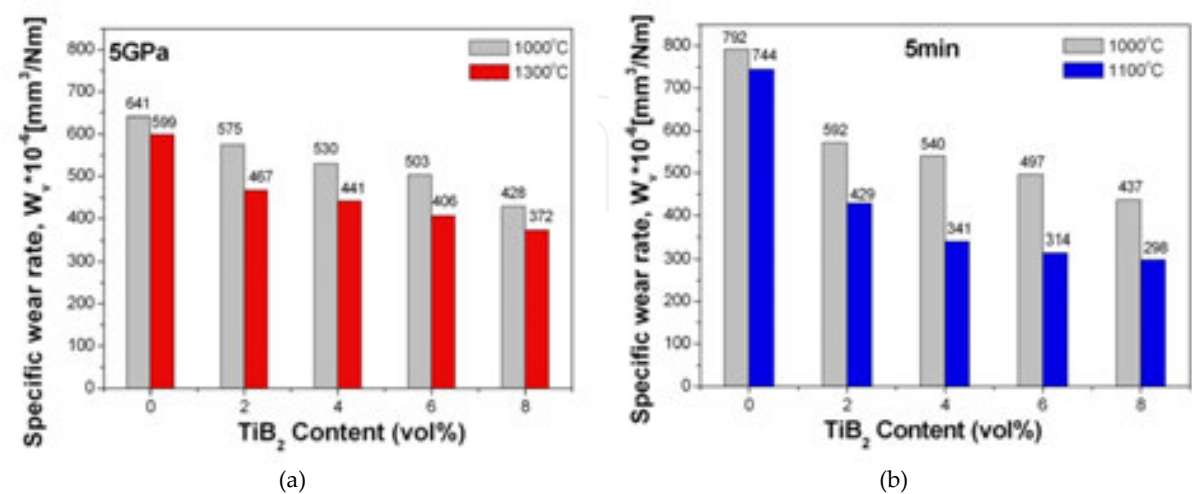 5GPa
1000°C
1300°C
Specific wear rate, Wv*10-6[mm3/Nm]
800
700
600
500
400
300
200
100
0
641
599
575
467
530
441
503
406
428
372
0 2 4 6 8
TiB2 Content (vol%)
(a)
5min
1000°C
1100°C
Specific wear rate, Wv*10-6[mm3/Nm]
800
700
600
500
400
300
200
100
0
792
744
592
429
540
341
497
314
437
298
0 2 4 6 8
TiB2 Content (vol%)
(b)